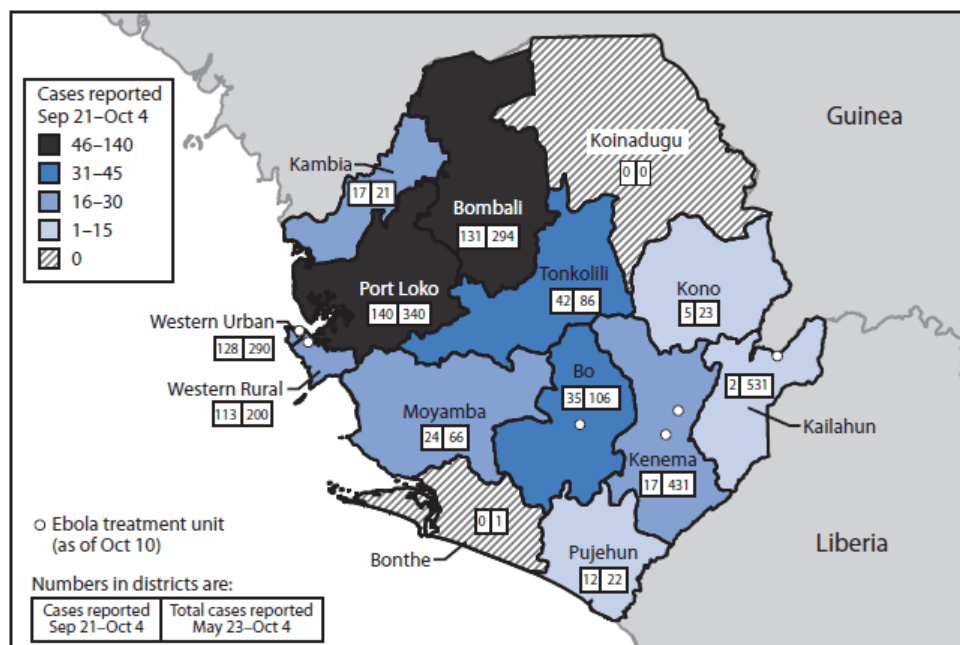 Cases reported
Sep 21–Oct 4
46–140
31–45
16–30
1–15
0
Guinea
Koinadugu
0 0
Kambia
17 21
Bombali
131 294
Tonkolili
42 86
Kono
5 23
Port Loko
140 340
Western Urban
128 290
Western Rural
113 200
Bo
35 106
2 531
Kailahun
Moyamba
24 66
Kenema
17 431
0 1
Bonthe
Pujehun
12 22
Liberia
Ebola treatment unit
(as of Oct 10)
Numbers in districts are:
Cases reported
Sep 21–Oct 4
Total cases reported
May 23–Oct 4